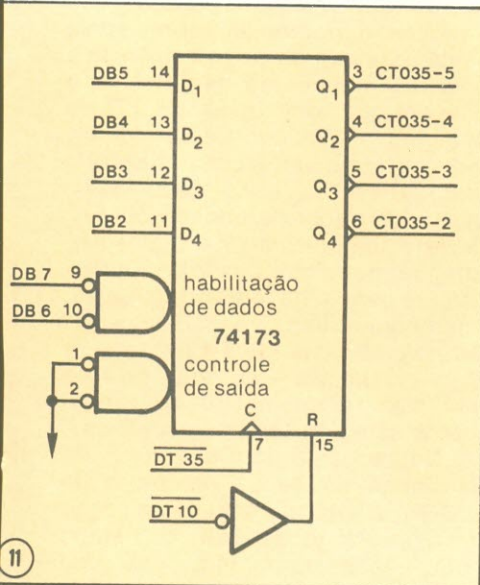 DB5 14 D1 Q1 3 CT035-5
DB4 13 D2 Q2 4 CT035-4
DB3 12 D3 Q3 5 CT035-3
DB2 11 D4 Q4 6 CT035-2
DB 7 9 habilitação
DB 6 10 de dados
74173
1 controle
2 de saída
C R
7 15
DT 35
DT 10
11